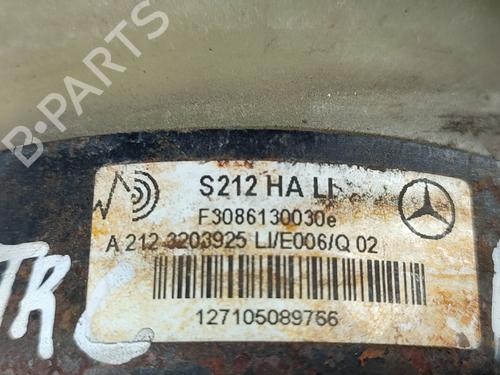 B-PARTS
S212 HA LI
F3086130030e
A 212 3203925 LI/E006/Q 02
127105089766
TR